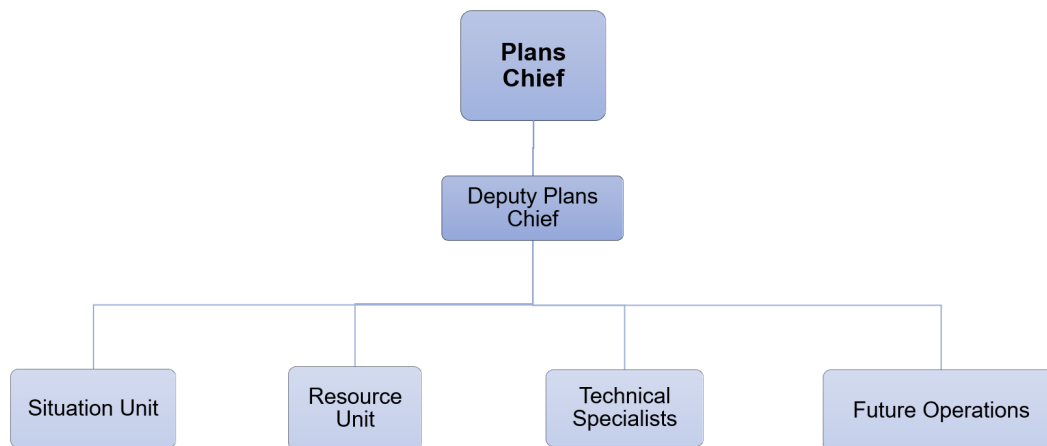 Plans
Chief
Deputy Plans
Chief
Situation Unit
Resource
Unit
Technical
Specialists
Future Operations